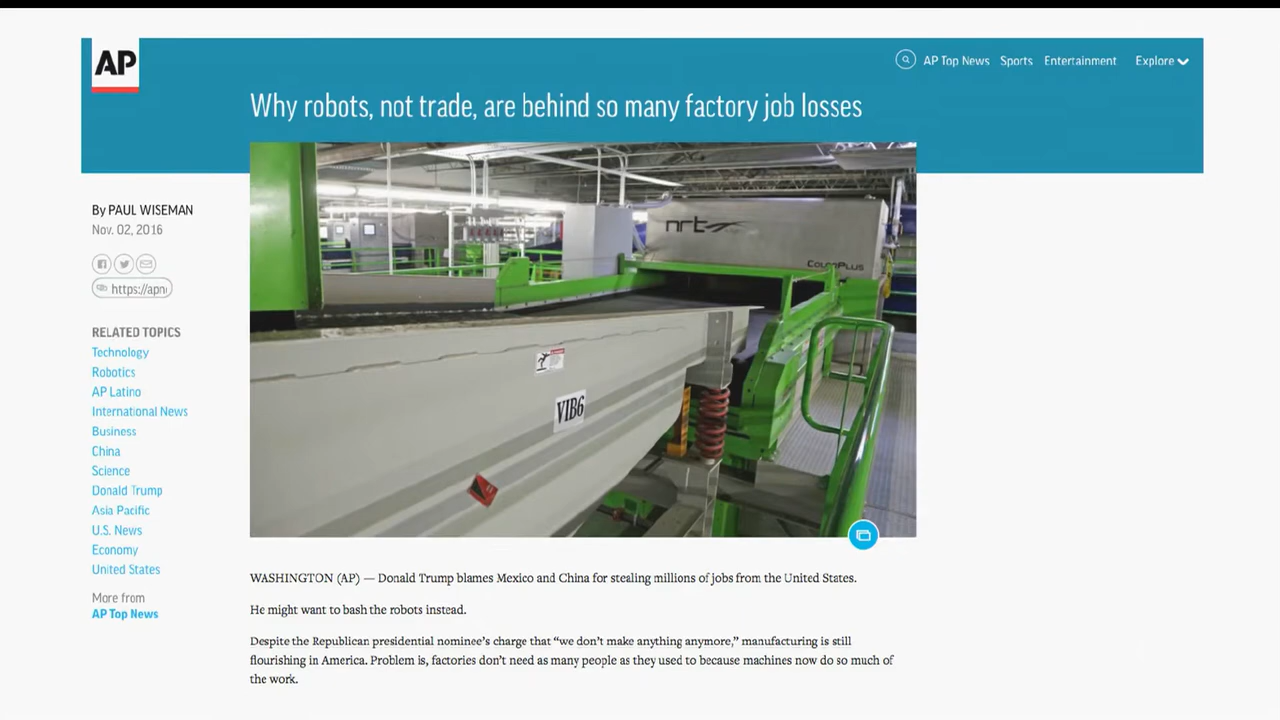 AP
AP Top News Sports Entertainment Explore
Why robots, not trade, are behind so many factory job losses
By PAUL WISEMAN
Nov. 02, 2016
https://apn
RELATED TOPICS
Technology
Robotics
AP Latino
International News
Business
China
Science
Donald Trump
Asia Pacific
U.S. News
Economy
United States
More from
AP Top News
nrt
ColorPlus
VIB6
WASHINGTON (AP) — Donald Trump blames Mexico and China for stealing millions of jobs from the United States.
He might want to bash the robots instead.
Despite the Republican presidential nominee’s charge that “we don’t make anything anymore,” manufacturing is still
flourishing in America. Problem is, factories don’t need as many people as they used to because machines now do so much of
the work.